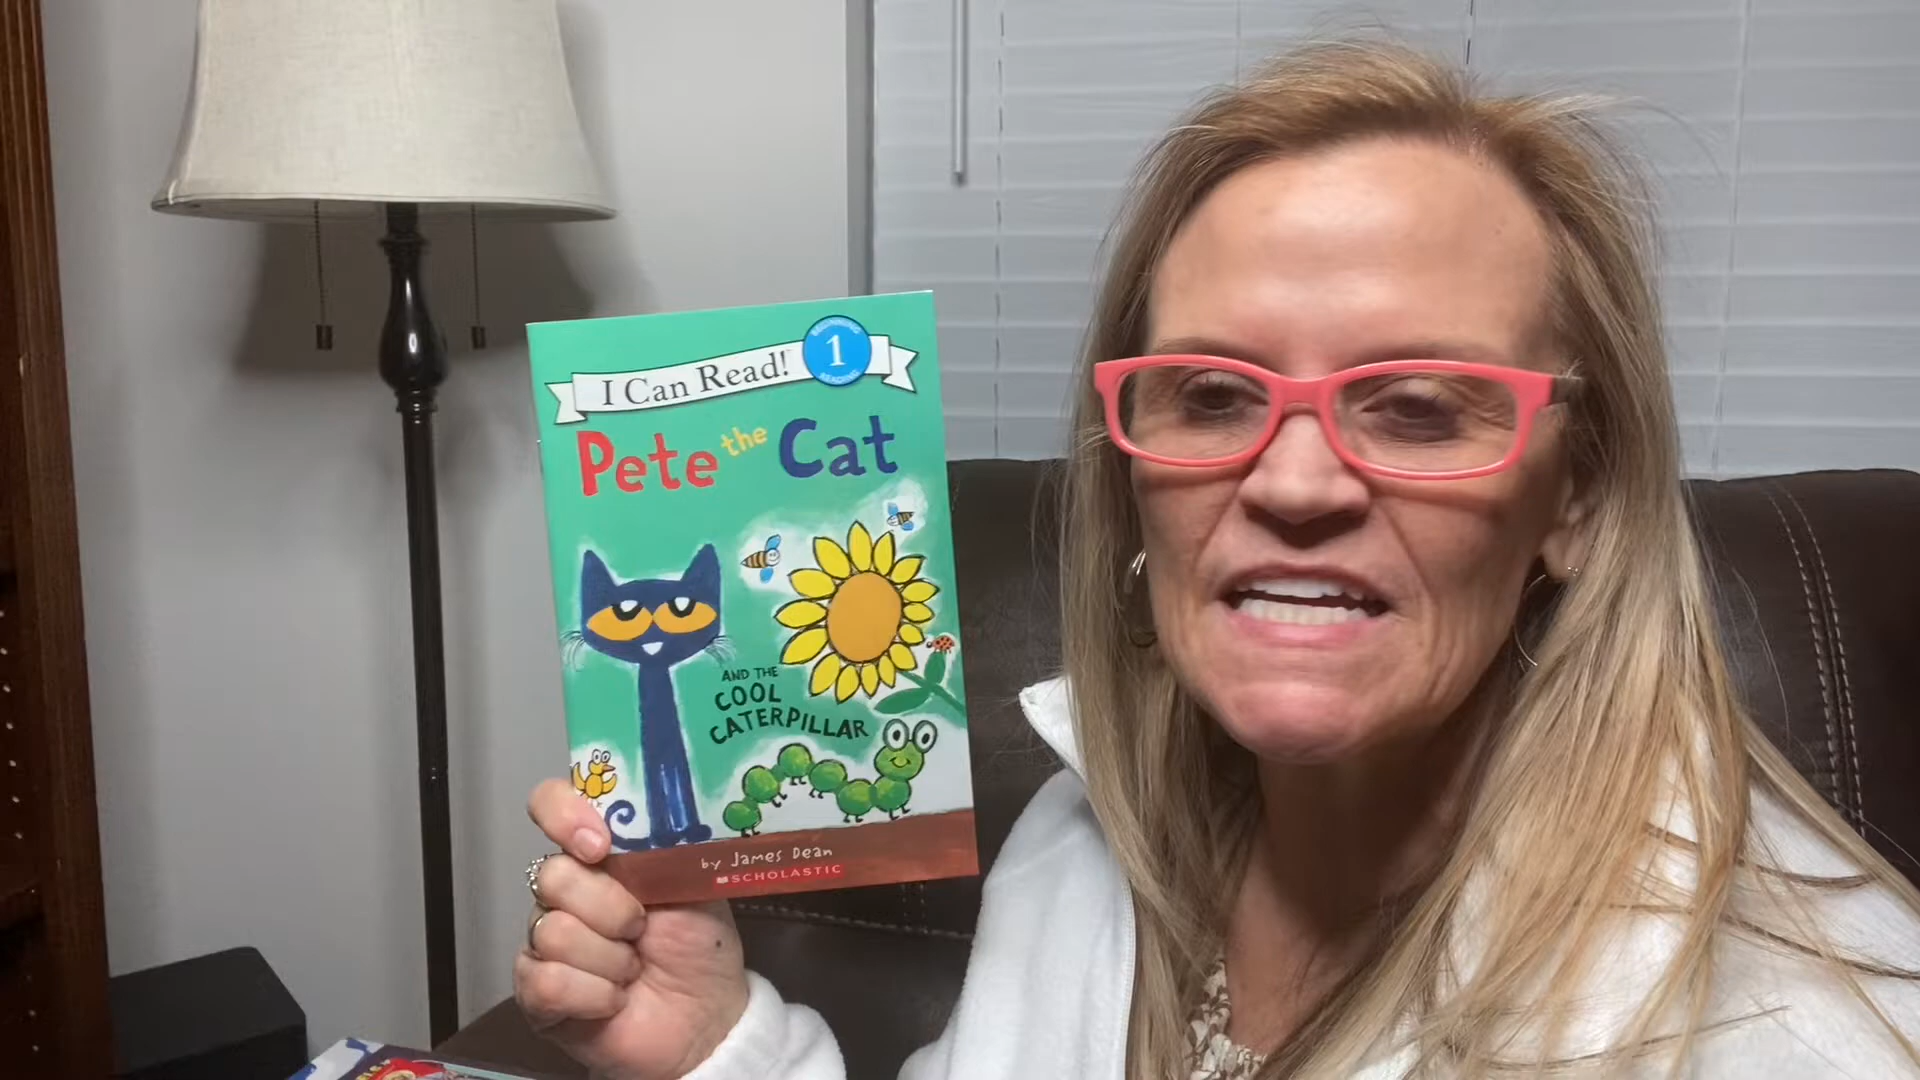 I Can Read!
BEGINNING
1
READING
Pete the Cat
AND THE
COOL
CATERPILLAR
by James Dean
SCHOLASTIC